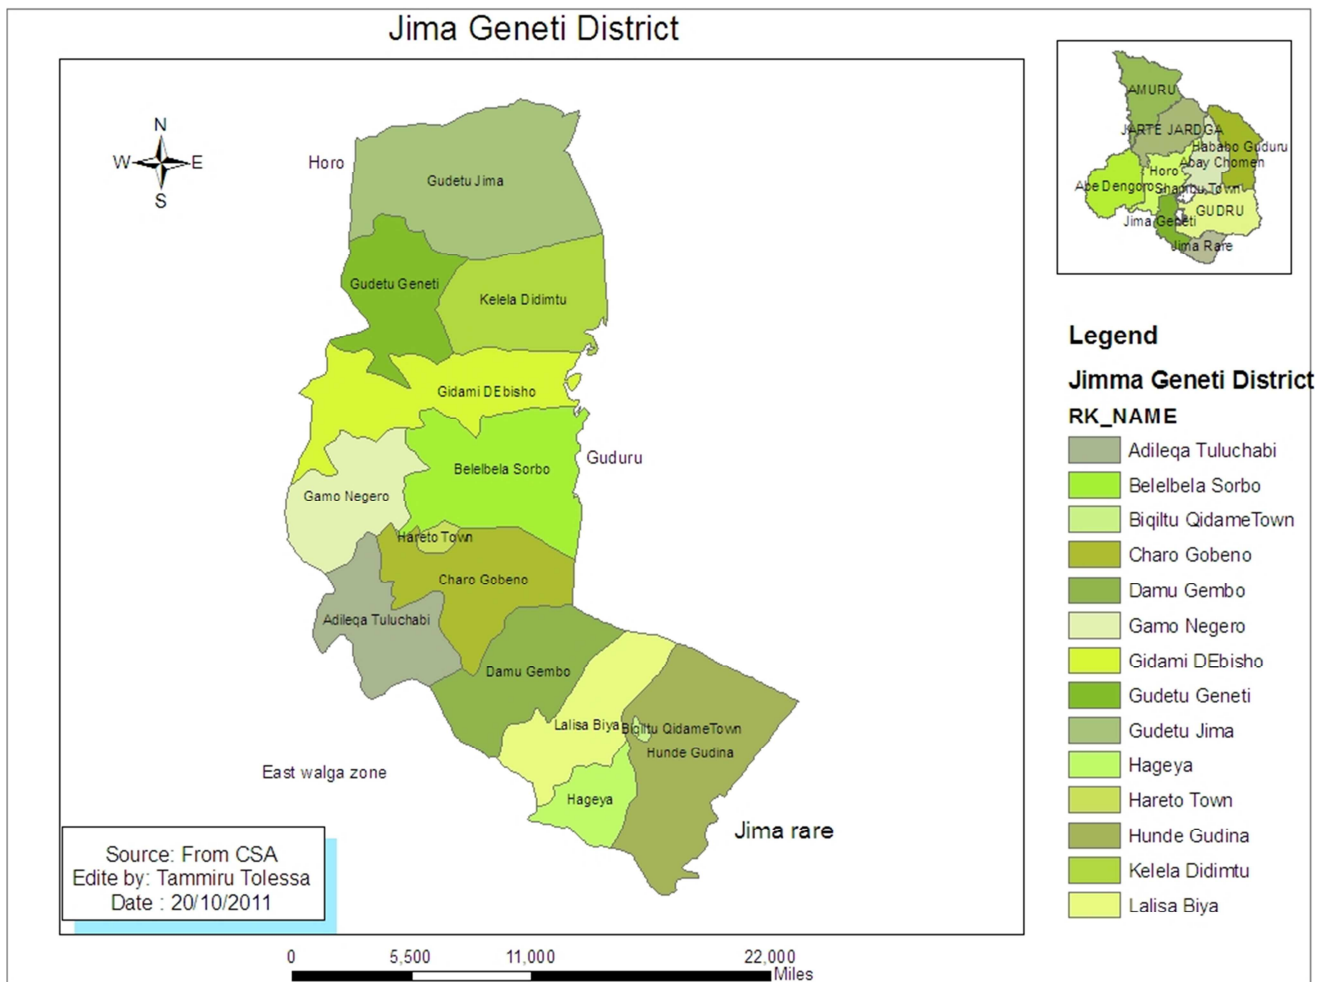 Jima Geneti District
N
W E
S
Horo
Gudetu Jima
Gudetu Geneti
Kelela Didimtu
Gidami DEbisho
Belelbela Sorbo
Guduru
Gamo Negero
Hareto Town
Charo Gobeno
Adileqa Tuluchabi
Damu Gembo
Lalisa Biya
Biqiltu QidameTown
Hunde Gudina
East walga zone
Hageya
Jima rare
Source: From CSA
Edite by: Tammiru Tolessa
Date : 20/10/2011
0 5,500 11,000 22,000
Miles
AMURU
JARTE JARDGA
Hababo Guduru
Abay Chomen
Horo
Abe Dengoro
Shambu Town
GUDRU
Jima Geneti
Jima Rare
Legend
Jimma Geneti District
RK_NAME
Adileqa Tuluchabi
Belelbela Sorbo
Biqiltu QidameTown
Charo Gobeno
Damu Gembo
Gamo Negero
Gidami DEbisho
Gudetu Geneti
Gudetu Jima
Hageya
Hareto Town
Hunde Gudina
Kelela Didimtu
Lalisa Biya